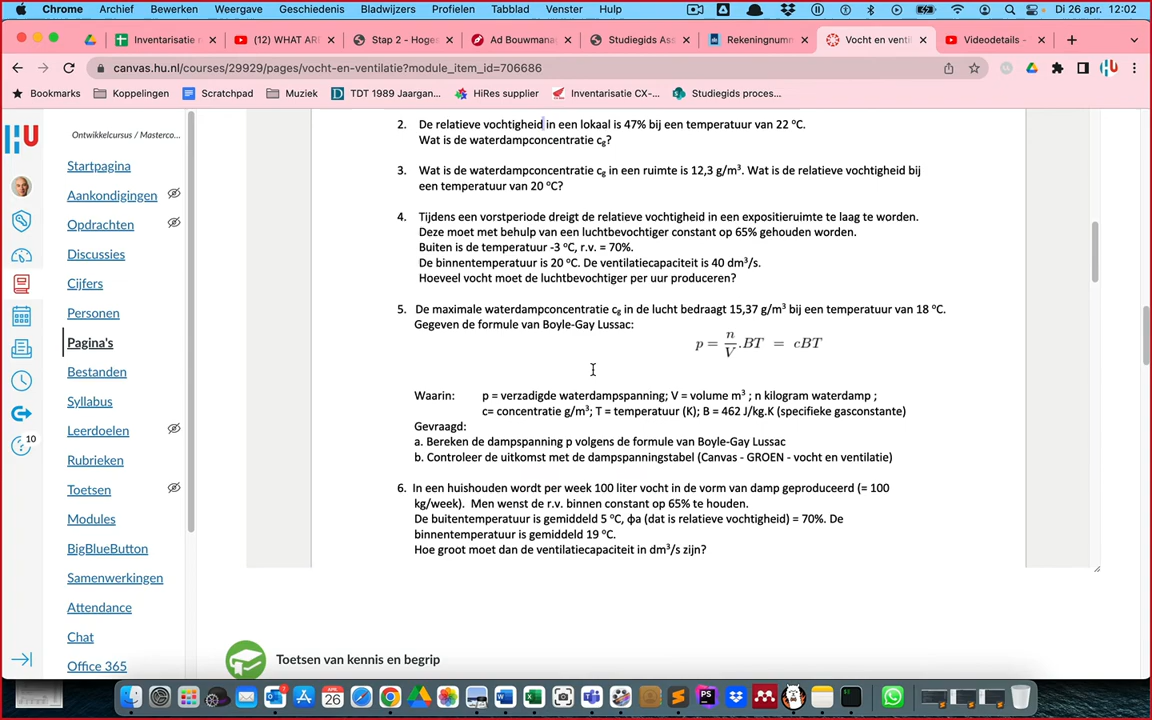 Chrome Archief Bewerken Weergave Geschiedenis Bladwijzers Profielen Tabblad Venster Help Di 26 apr. 12:02
Inventarisatie r (12) WHAT AR Stap 2 - Hoge Ad Bouwmana Studiegids Ass Rekeningnumm Vocht en venti Videodetails -
canvas.hu.nl/courses/29929/pages/vocht-en-ventilatie?module_item_id=706686
Bookmarks Koppelingen Scratchpad Muziek TDT 1989 Jaargan... HiRes supplier Inventarisatie CX-... Studiegids proces...
Ontwikkelcursus / Masterco...
Startpagina
Aankondigingen
Opdrachten
Discussies
Cijfers
Personen
Pagina's
Bestanden
Syllabus
Leerdoelen
Rubrieken
Toetsen
Modules
BigBlueButton
Samenwerkingen
Attendance
Chat
Office 365
10
2. De relatieve vochtigheid in een lokaal is 47% bij een temperatuur van 22 °C.
Wat is de waterdampconcentratie cg?
3. Wat is de waterdampconcentratie cg in een ruimte is 12,3 g/m³. Wat is de relatieve vochtigheid bij
een temperatuur van 20 °C?
4. Tijdens een vorstperiode dreigt de relatieve vochtigheid in een expositieruimte te laag te worden.
Deze moet met behulp van een luchtbevochtiger constant op 65% gehouden worden.
Buiten is de temperatuur -3 °C, r.v. = 70%.
De binnentemperatuur is 20 °C. De ventilatiecapaciteit is 40 dm³/s.
Hoeveel vocht moet de luchtbevochtiger per uur produceren?
5. De maximale waterdampconcentratie cg in de lucht bedraagt 15,37 g/m³ bij een temperatuur van 18 °C.
Gegeven de formule van Boyle-Gay Lussac:
p = n/V .BT = cBT
Waarin: p = verzadigde waterdampspanning; V = volume m³ ; n kilogram waterdamp ;
c= concentratie g/m³; T = temperatuur (K); B = 462 J/kg.K (specifieke gasconstante)
Gevraagd:
a. Bereken de dampspanning p volgens de formule van Boyle-Gay Lussac
b. Controleer de uitkomst met de dampspanningstabel (Canvas - GROEN - vocht en ventilatie)
6. In een huishouden wordt per week 100 liter vocht in de vorm van damp geproduceerd (= 100
kg/week). Men wenst de r.v. binnen constant op 65% te houden.
De buitentemperatuur is gemiddeld 5 °C, ϕa (dat is relatieve vochtigheid) = 70%. De
binnentemperatuur is gemiddeld 19 °C.
Hoe groot moet dan de ventilatiecapaciteit in dm³/s zijn?
Toetsen van kennis en begrip